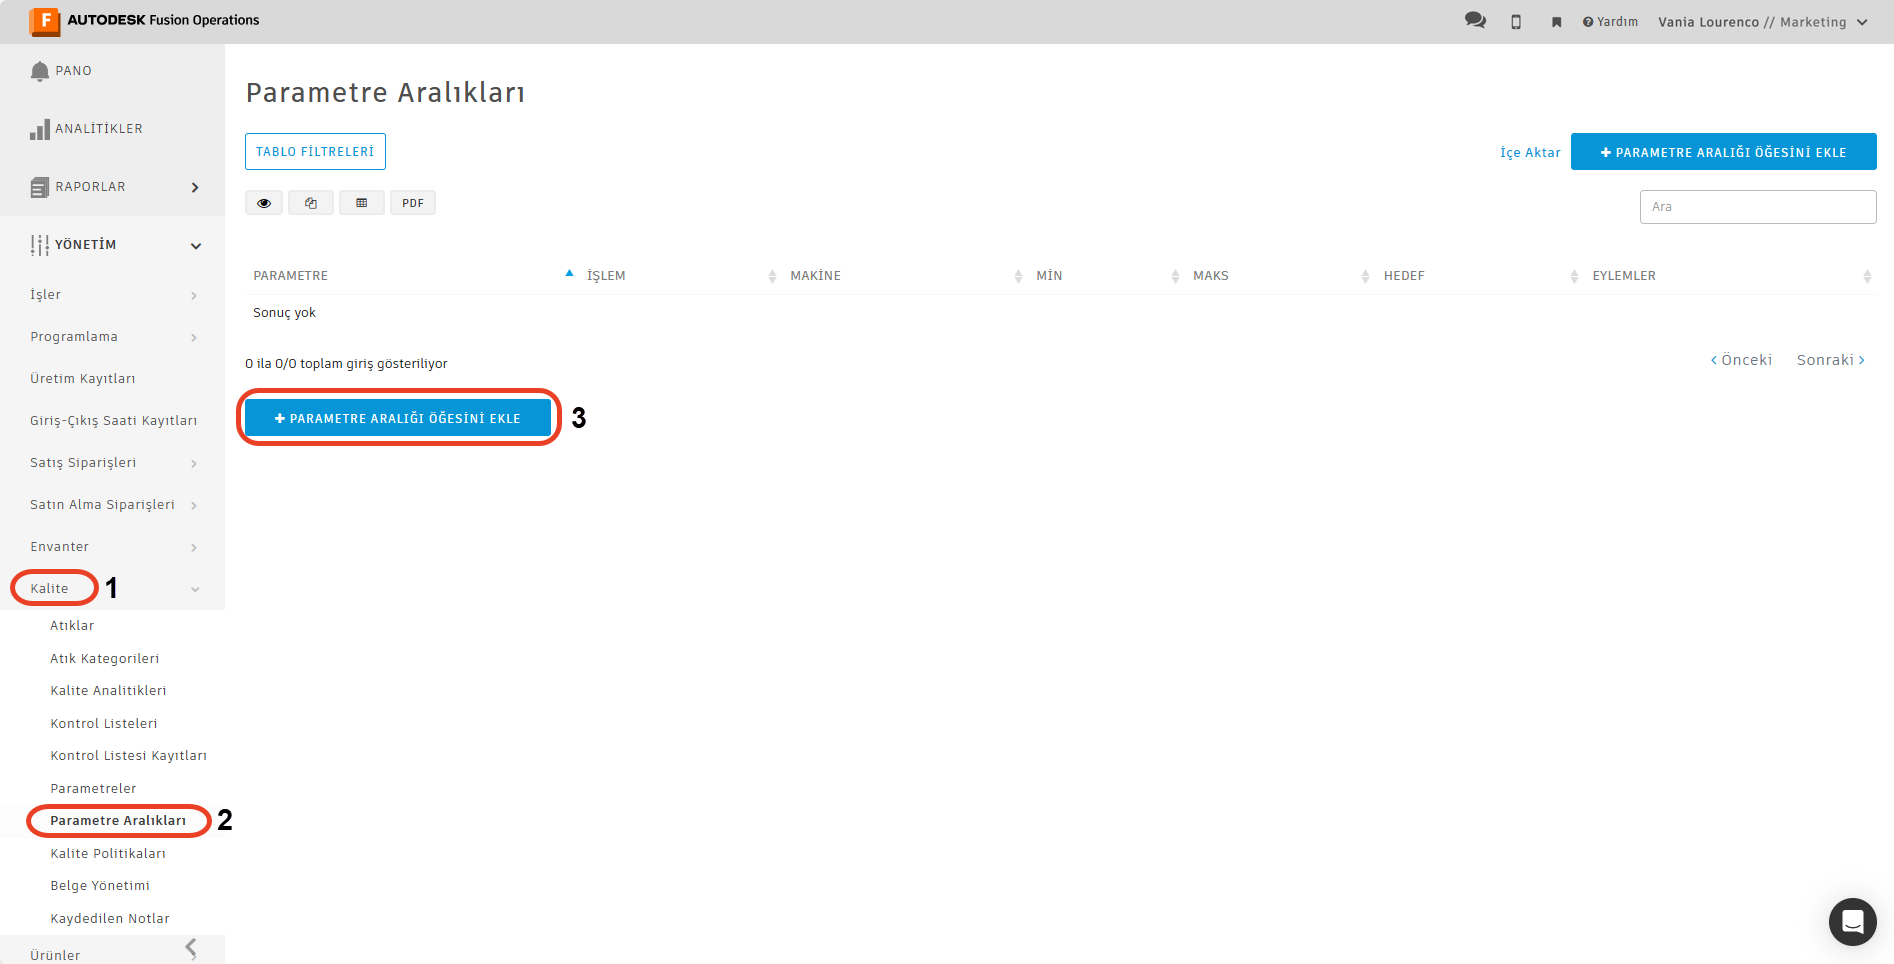 F AUTODESK Fusion Operations
Yardım
Vania Lourenco // Marketing
PANO
ANALİTİKLER
RAPORLAR
YÖNETİM
İşler
Programlama
Üretim Kayıtları
Giriş-Çıkış Saati Kayıtları
Satış Siparişleri
Satın Alma Siparişleri
Envanter
Kalite 1
Atıklar
Atık Kategorileri
Kalite Analitikleri
Kontrol Listeleri
Kontrol Listesi Kayıtları
Parametreler
Parametre Aralıkları 2
Kalite Politikaları
Belge Yönetimi
Kaydedilen Notlar
Ürünler
Parametre Aralıkları
TABLO FİLTRELERİ
İçe Aktar
+ PARAMETRE ARALIĞI ÖĞESİNİ EKLE
PDF
Ara
PARAMETRE İŞLEM MAKİNE MİN MAKS HEDEF EYLEMLER
Sonuç yok
0 ila 0/0 toplam giriş gösteriliyor
< Önceki Sonraki >
+ PARAMETRE ARALIĞI ÖĞESİNİ EKLE 3